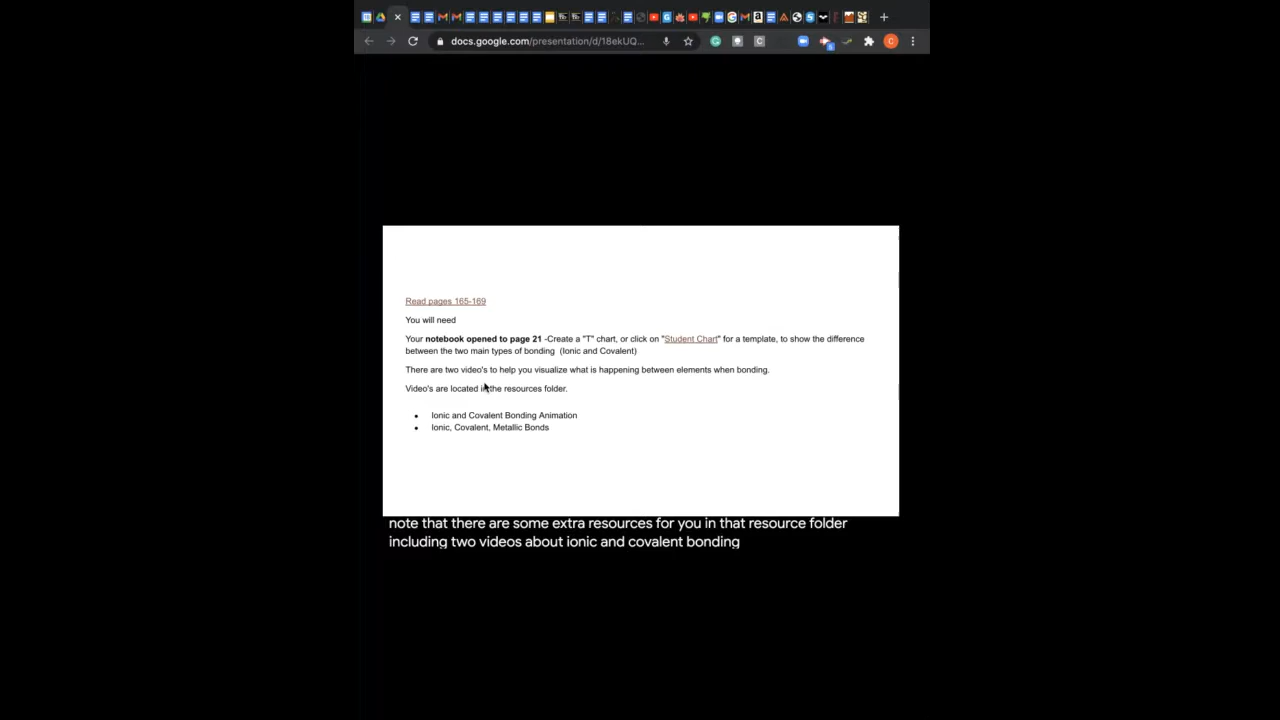 docs.google.com/presentation/d/18ekUQ...
Read pages 165-169
You will need
Your notebook opened to page 21 -Create a "T" chart, or click on "Student Chart" for a template, to show the difference
between the two main types of bonding (Ionic and Covalent)
There are two video's to help you visualize what is happening between elements when bonding.
Video's are located in the resources folder.
• Ionic and Covalent Bonding Animation
• Ionic, Covalent, Metallic Bonds
note that there are some extra resources for you in that resource folder
including two videos about ionic and covalent bonding